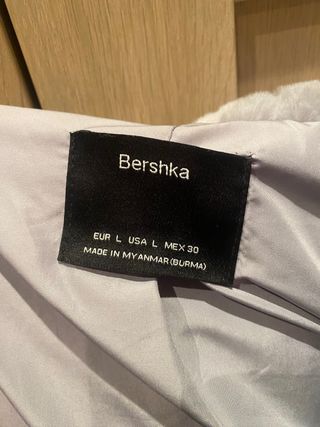 Bershka
EUR L USA L MEX 30
MADE IN MYANMAR (BURMA)